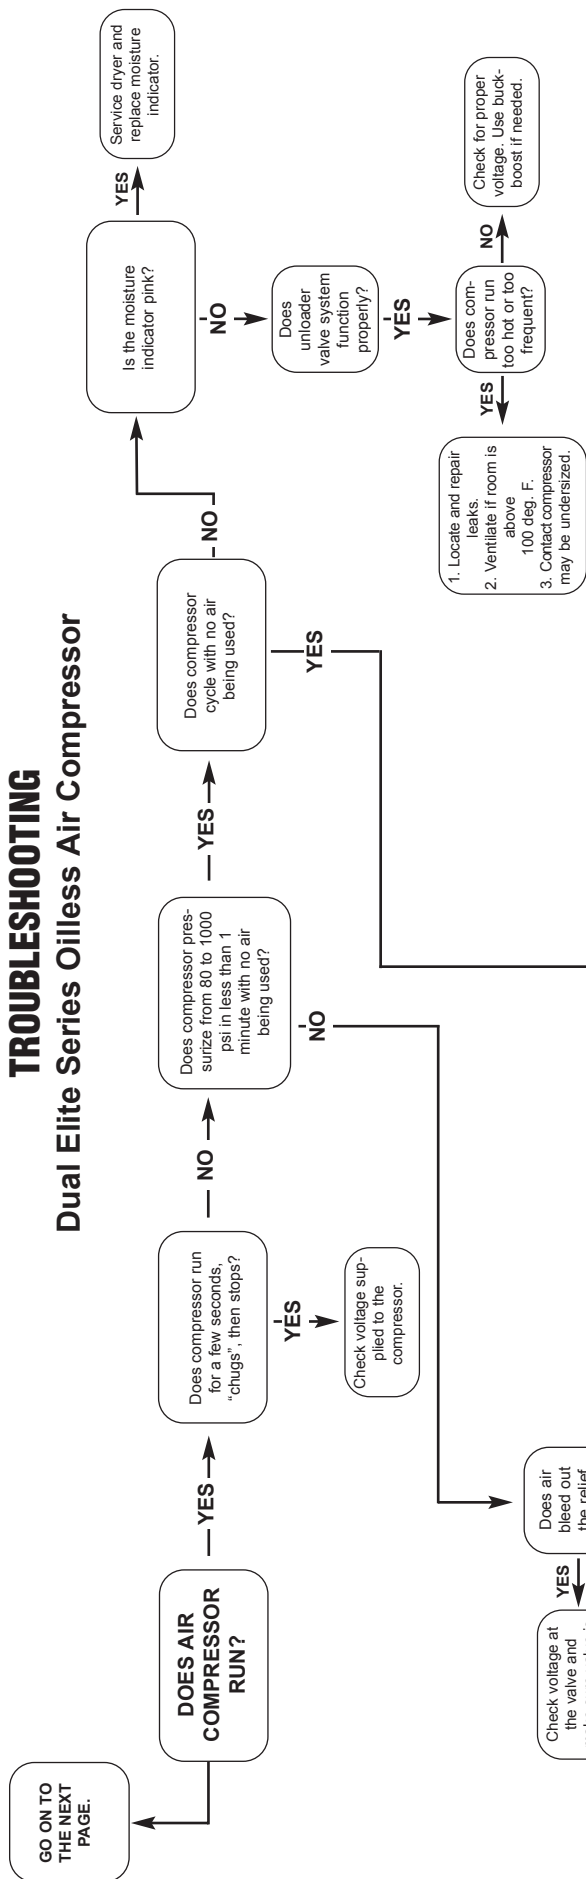 TROUBLESHOOTING
Dual Elite Series Oilless Air Compressor
GO ON TO
THE NEXT
PAGE.
DOES AIR
COMPRESSOR
RUN?
YES
Does compressor run
for a few seconds,
“chugs”, then stops?
YES
Check voltage sup-
plied to the
compressor.
NO
Does compressor pres-
surize from 80 to 1000
psi in less than 1
minute with no air
being used?
NO
YES
Does compressor
cycle with no air
being used?
YES
NO
Is the moisture
indicator pink?
YES
Service dryer and
replace moisture
indicator.
NO
Does
unloader
valve system
function
properly?
YES
Does com-
pressor run
too hot or too
frequent?
NO
Check for proper
voltage. Use buck-
boost if needed.
YES
1. Locate and repair
leaks.
2. Ventilate if room is
above
100 deg. F.
3. Contact compressor
may be undersized.
Does air
bleed out
the relief
YES
Check voltage at
the valve and